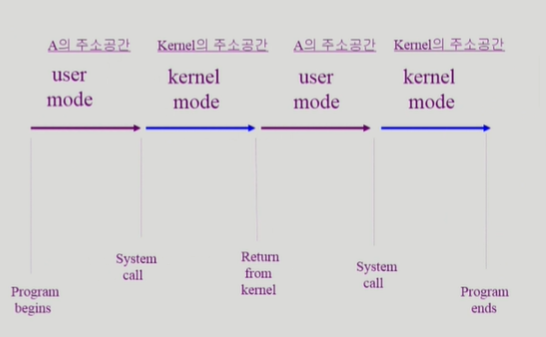 A의 주소공간
Kernel의 주소공간
A의 주소공간
Kernel의 주소공간
user
mode
kernel
mode
user
mode
kernel
mode
System
call
Return
from
kernel
System
call
Program
begins
Program
ends